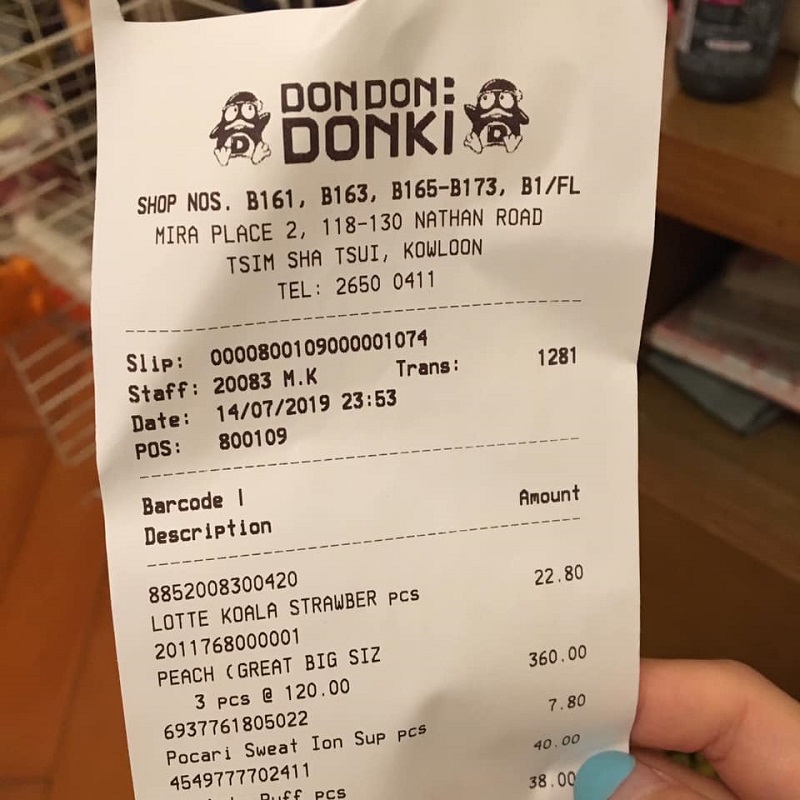 DONDON:
DONKI
SHOP NOS. B161, B163, B165-B173, B1/FL
MIRA PLACE 2, 118-130 NATHAN ROAD
TSIM SHA TSUI, KOWLOON
TEL: 2650 0411
Slip: 0000800109000001074
Staff: 20083 M.K Trans: 1281
Date: 14/07/2019 23:53
POS: 800109
Barcode |
Description Amount
8852008300420
LOTTE KOALA STRAWBER pcs 22.80
2011768000001
PEACH (GREAT BIG SIZ
3 pcs @ 120.00 360.00
6937761805022
Pocari Sweat Ion Sup pcs 7.80
4549777702411 40.00
Puff pcs 38.00